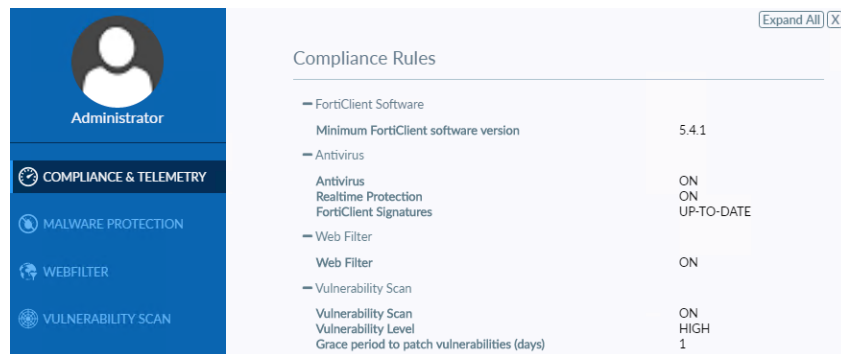 Expand All X
Compliance Rules
FortiClient Software
Administrator
Minimum FortiClient software version 5.4.1
Antivirus
COMPLIANCE & TELEMETRY
Antivirus ON
Realtime Protection ON
FortiClient Signatures UP-TO-DATE
MALWARE PROTECTION
Web Filter
Web Filter ON
WEBFILTER
Vulnerability Scan
Vulnerability Scan ON
VULNERABILITY SCAN
Vulnerability Level HIGH
Grace period to patch vulnerabilities (days) 1